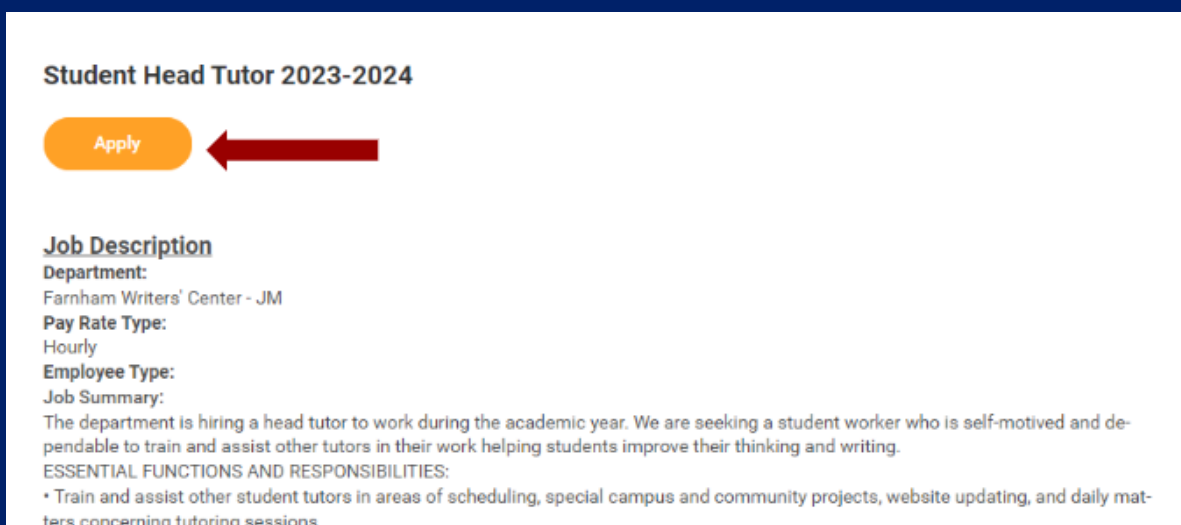 Student Head Tutor 2023-2024
Apply
Job Description
Department:
Farnham Writers' Center - JM
Pay Rate Type:
Hourly
Employee Type:
Job Summary:
The department is hiring a head tutor to work during the academic year. We are seeking a student worker who is self-motived and de-
pendable to train and assist other tutors in their work helping students improve their thinking and writing.
ESSENTIAL FUNCTIONS AND RESPONSIBILITIES:
• Train and assist other student tutors in areas of scheduling, special campus and community projects, website updating, and daily mat-
ters concerning tutoring sessions